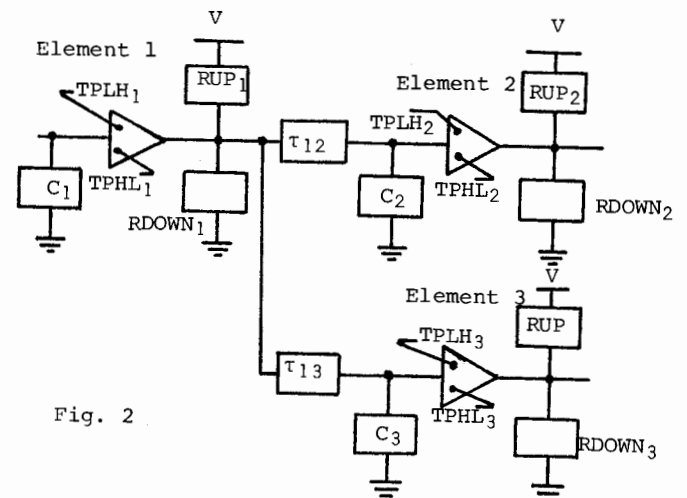 V
Element 1
TPLH1
RUP1
C1
TPHL1
RDOWN1
τ12
V
Element 2
TPLH2
RUP2
C2
TPHL2
RDOWN2
V
Element 3
TPLH3
RUP
τ13
C3
TPHL3
RDOWN3
Fig. 2